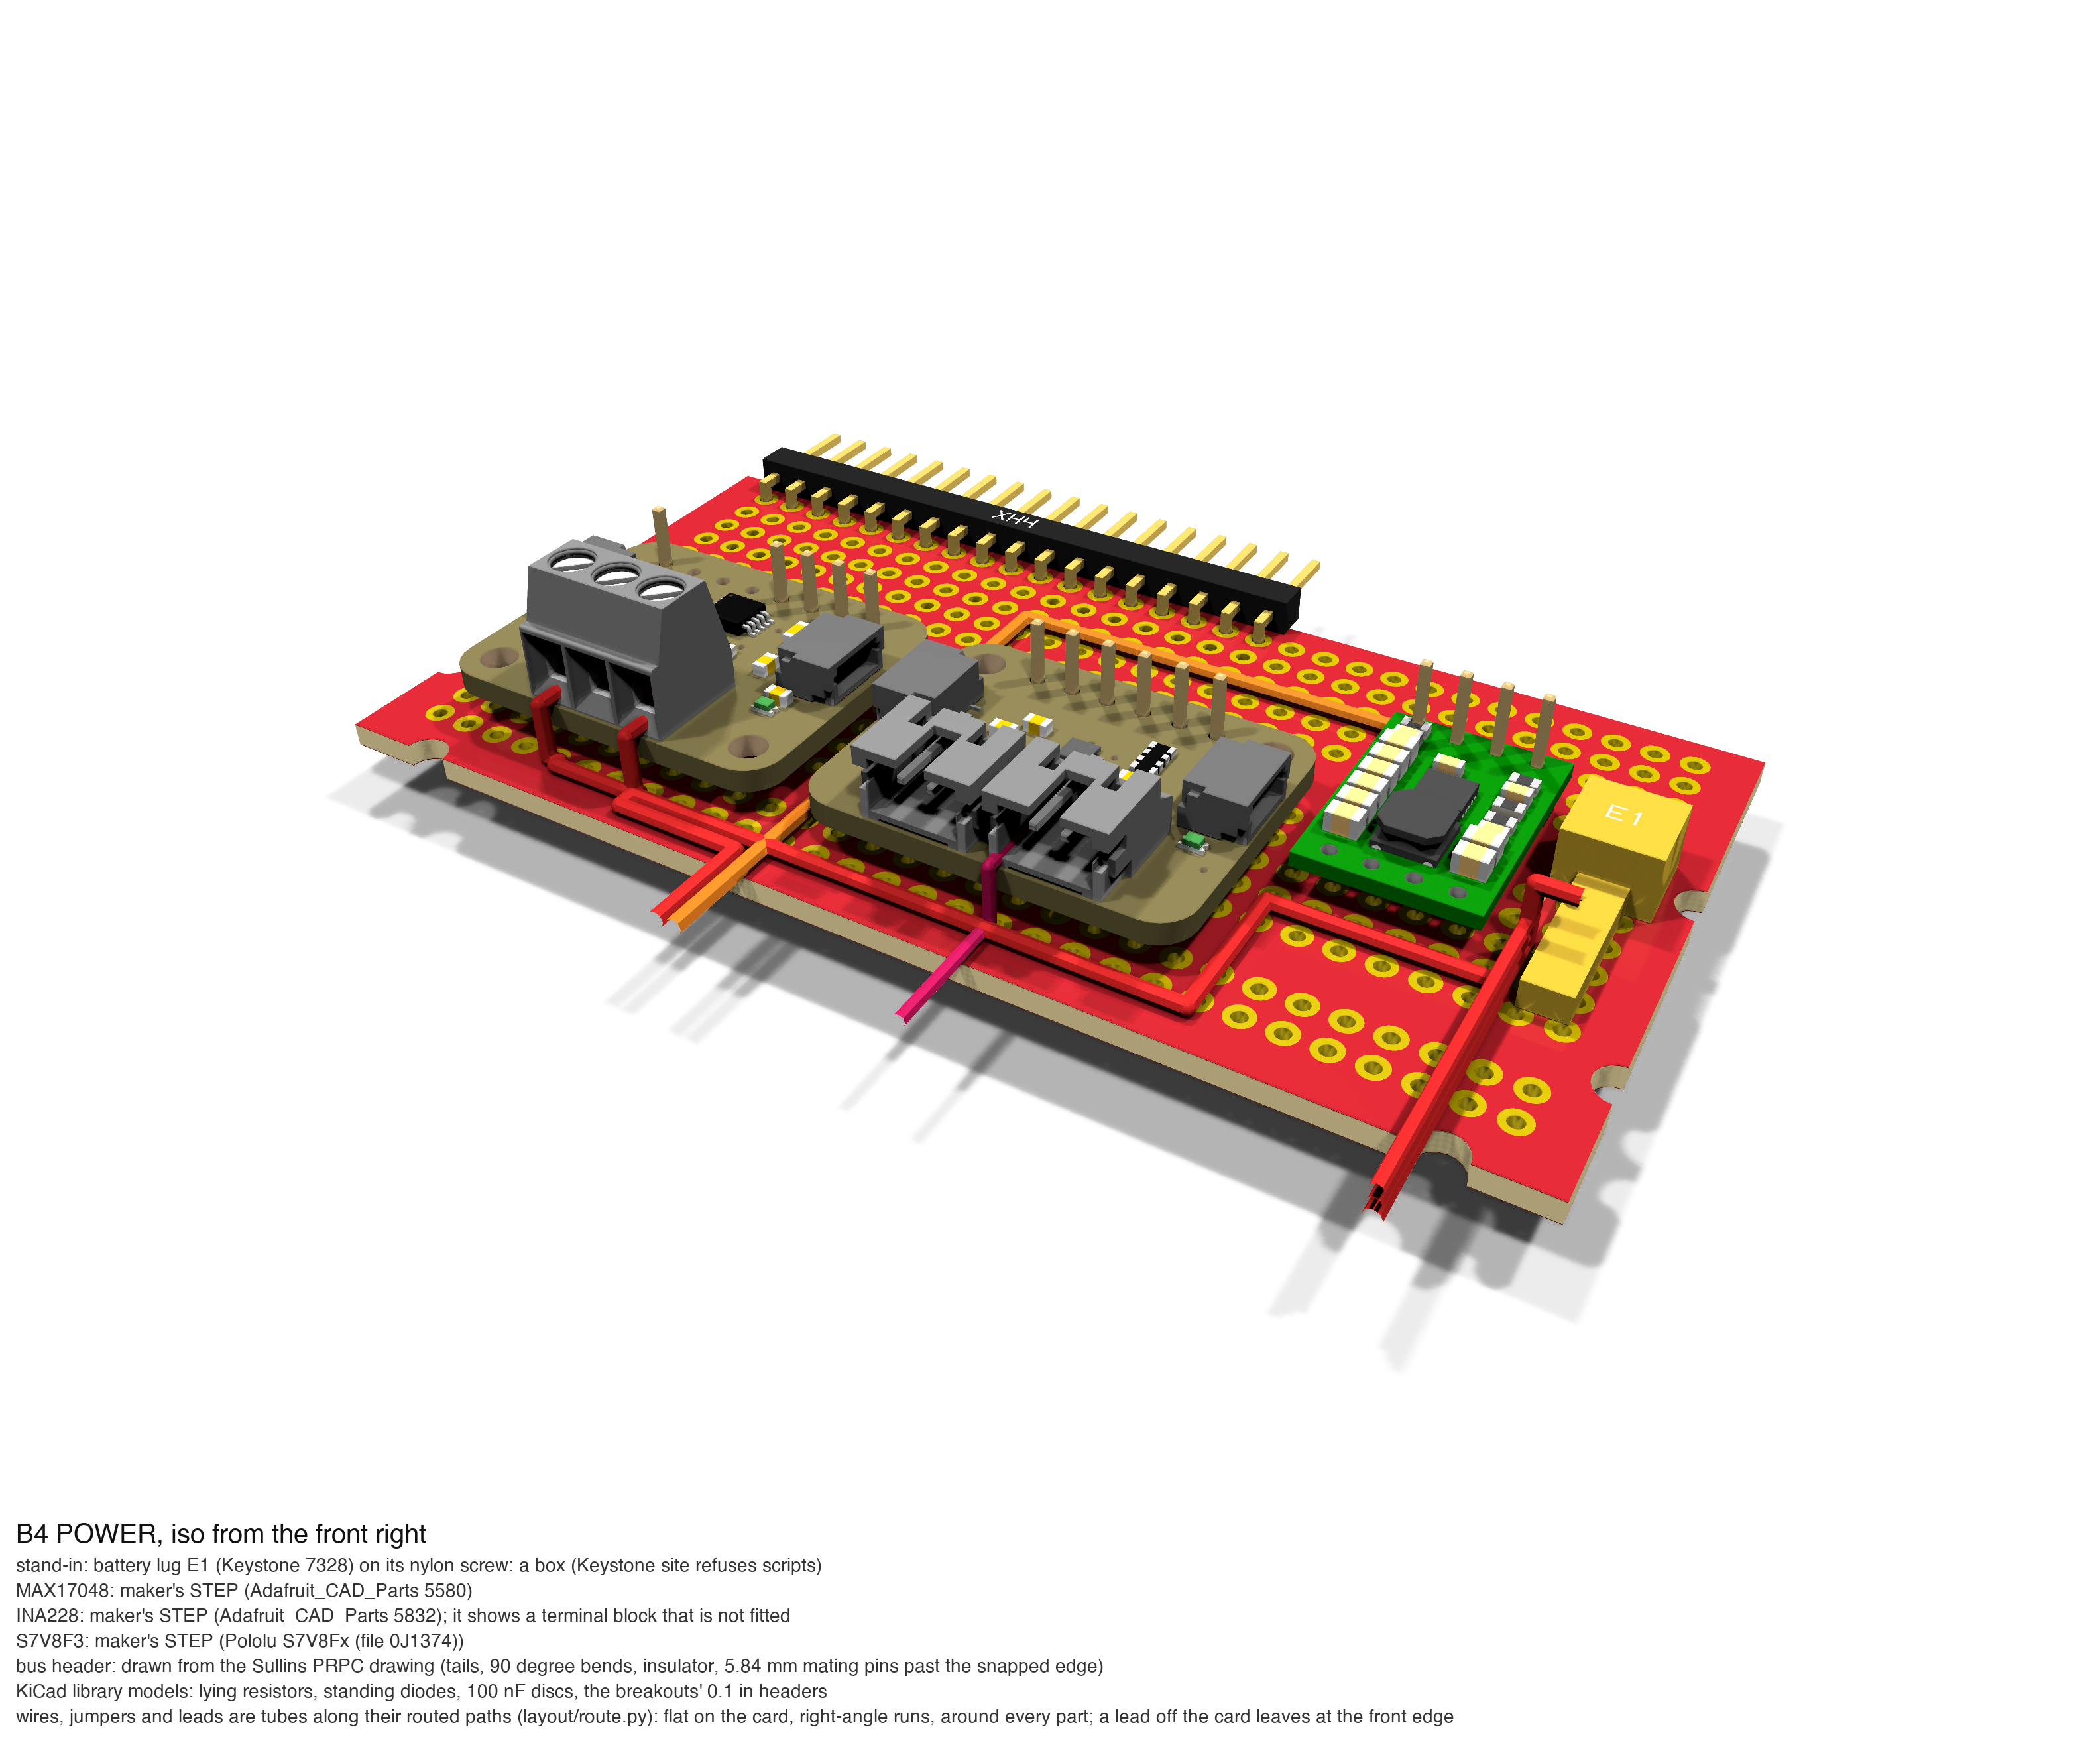 XH4
E1
B4 POWER, iso from the front right
stand-in: battery lug E1 (Keystone 7328) on its nylon screw: a box (Keystone site refuses scripts)
MAX17048: maker's STEP (Adafruit_CAD_Parts 5580)
INA228: maker's STEP (Adafruit_CAD_Parts 5832); it shows a terminal block that is not fitted
S7V8F3: maker's STEP (Pololu S7V8Fx (file 0J1374))
bus header: drawn from the Sullins PRPC drawing (tails, 90 degree bends, insulator, 5.84 mm mating pins past the snapped edge)
KiCad library models: lying resistors, standing diodes, 100 nF discs, the breakouts' 0.1 in headers
wires, jumpers and leads are tubes along their routed paths (layout/route.py): flat on the card, right-angle runs, around every part; a lead off the card leaves at the front edge